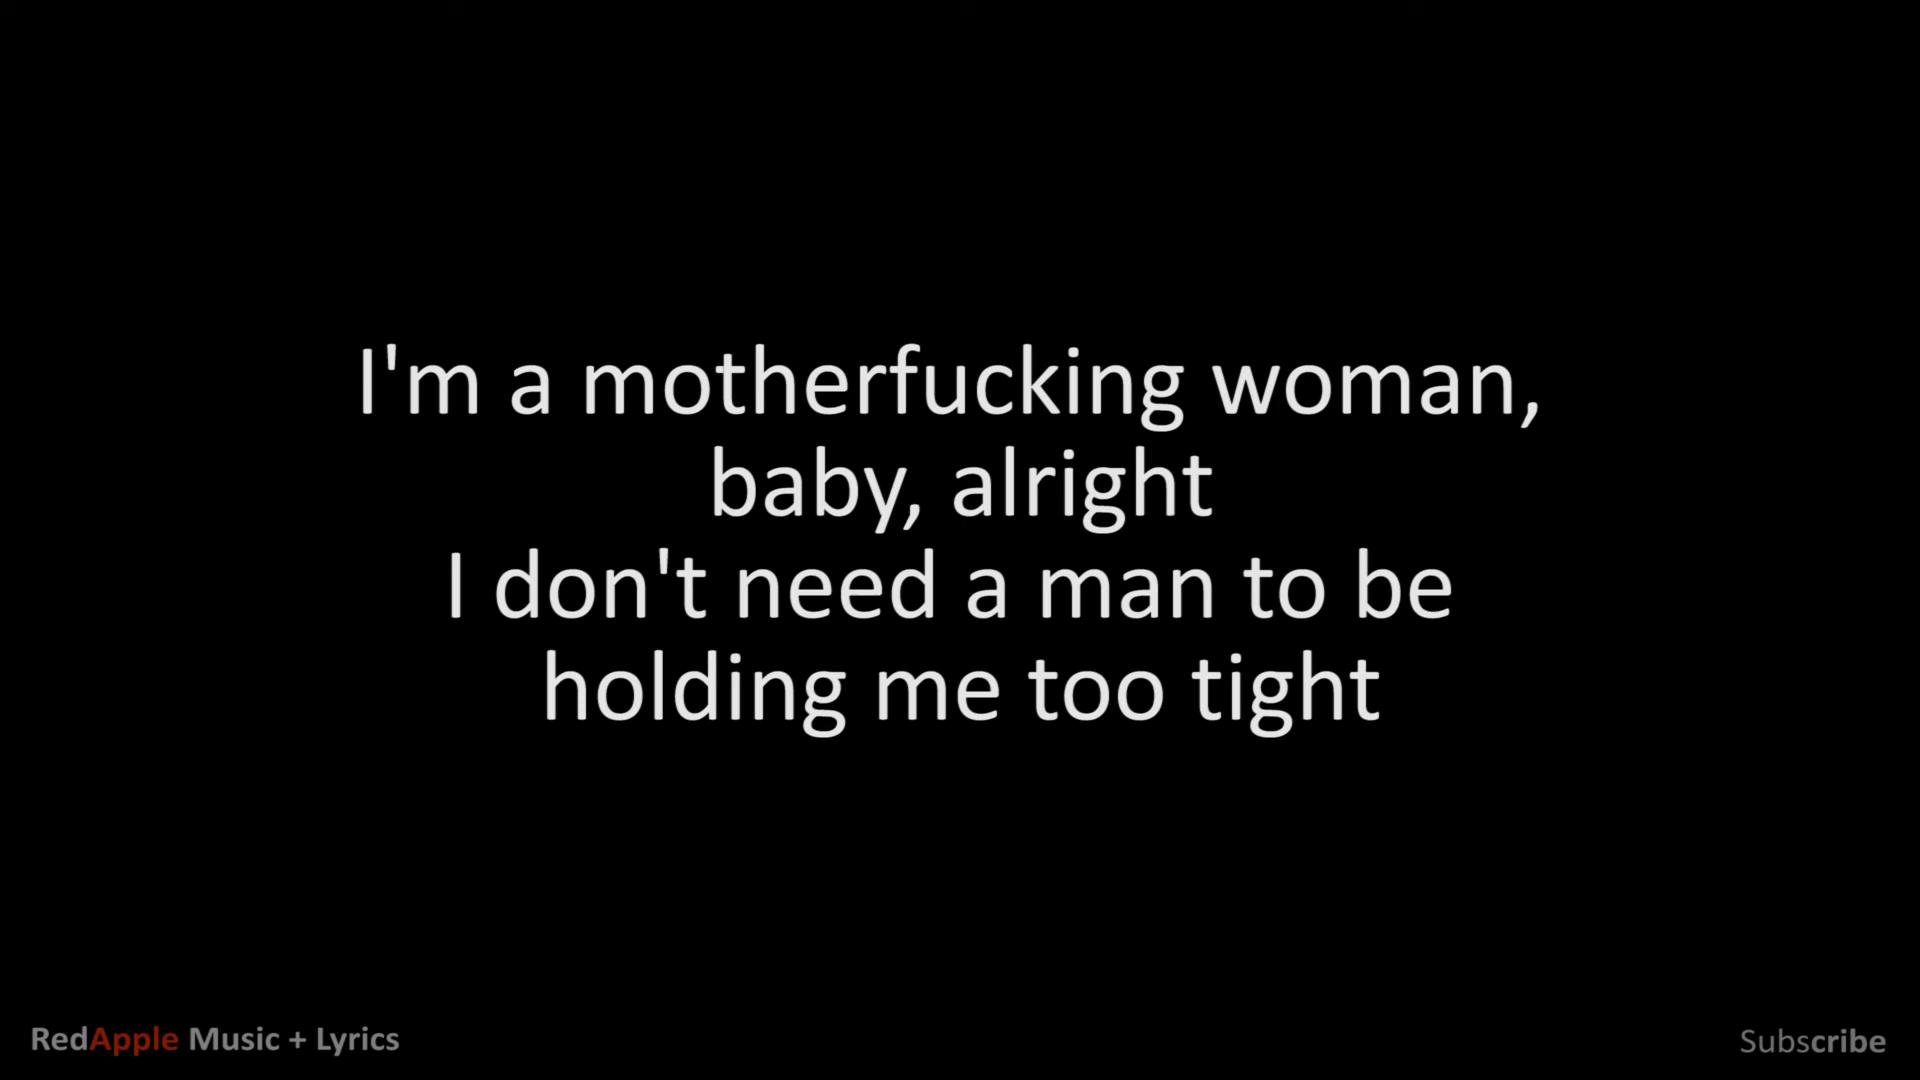 I'm a motherfucking woman,
baby, alright
I don't need a man to be
holding me too tight
RedApple Music + Lyrics
Subscribe